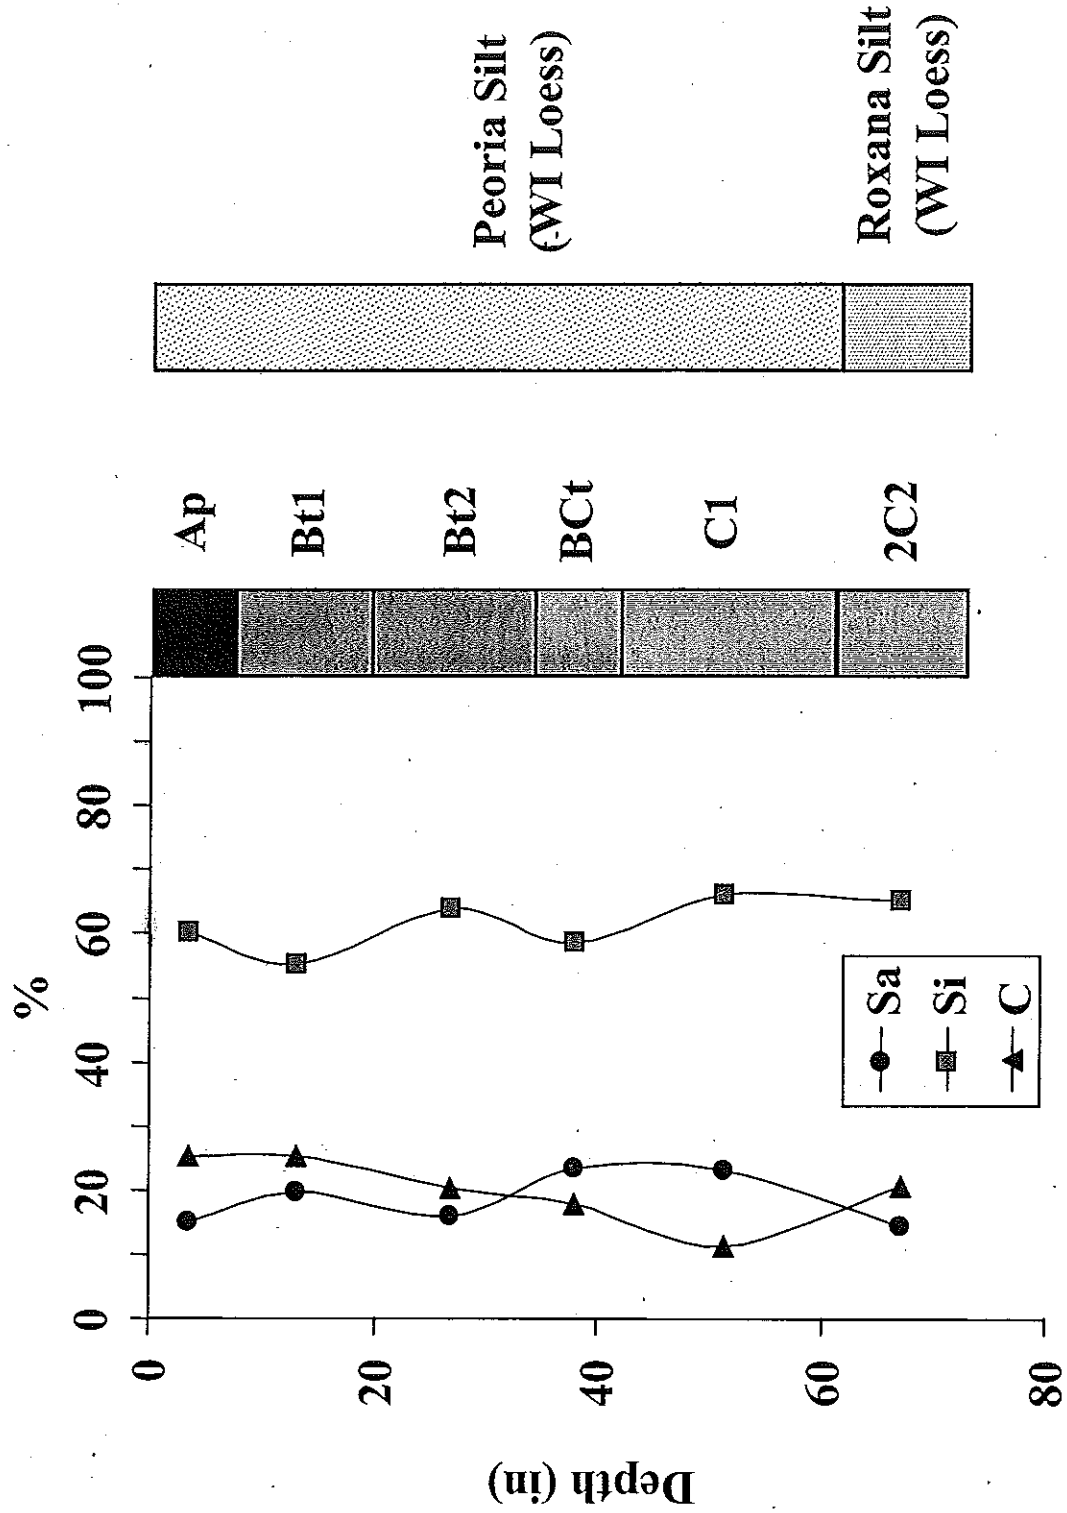 %
0 20 40 60 80 100
0
20
40
60
80
Depth (in)
Sa
Si
C
Ap
Bt1
Bt2
BCt
C1
2C2
Peoria Silt
(WI Loess)
Roxana Silt
(WI Loess)